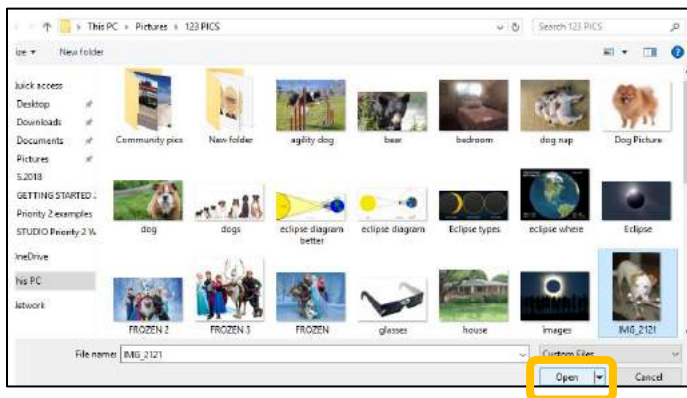 This PC > Pictures > 123 PICS
Search 123 PICS
New folder
Quick access
Desktop
Downloads
Documents
Pictures
5.2018
GETTING STARTED
Priority 2 examples
STUDIO Priority 2
OneDrive
This PC
Network
Community pics
New folder
agility dog
bear
bedroom
dog nap
Dog Picture
dog
dogs
eclipse diagram better
eclipse diagram
Eclipse types
eclipse where
Eclipse
FROZEN 2
FROZEN 3
FROZEN
glasses
house
images
IMG_2121
File name: IMG_2121
Custom Files
Open
Cancel